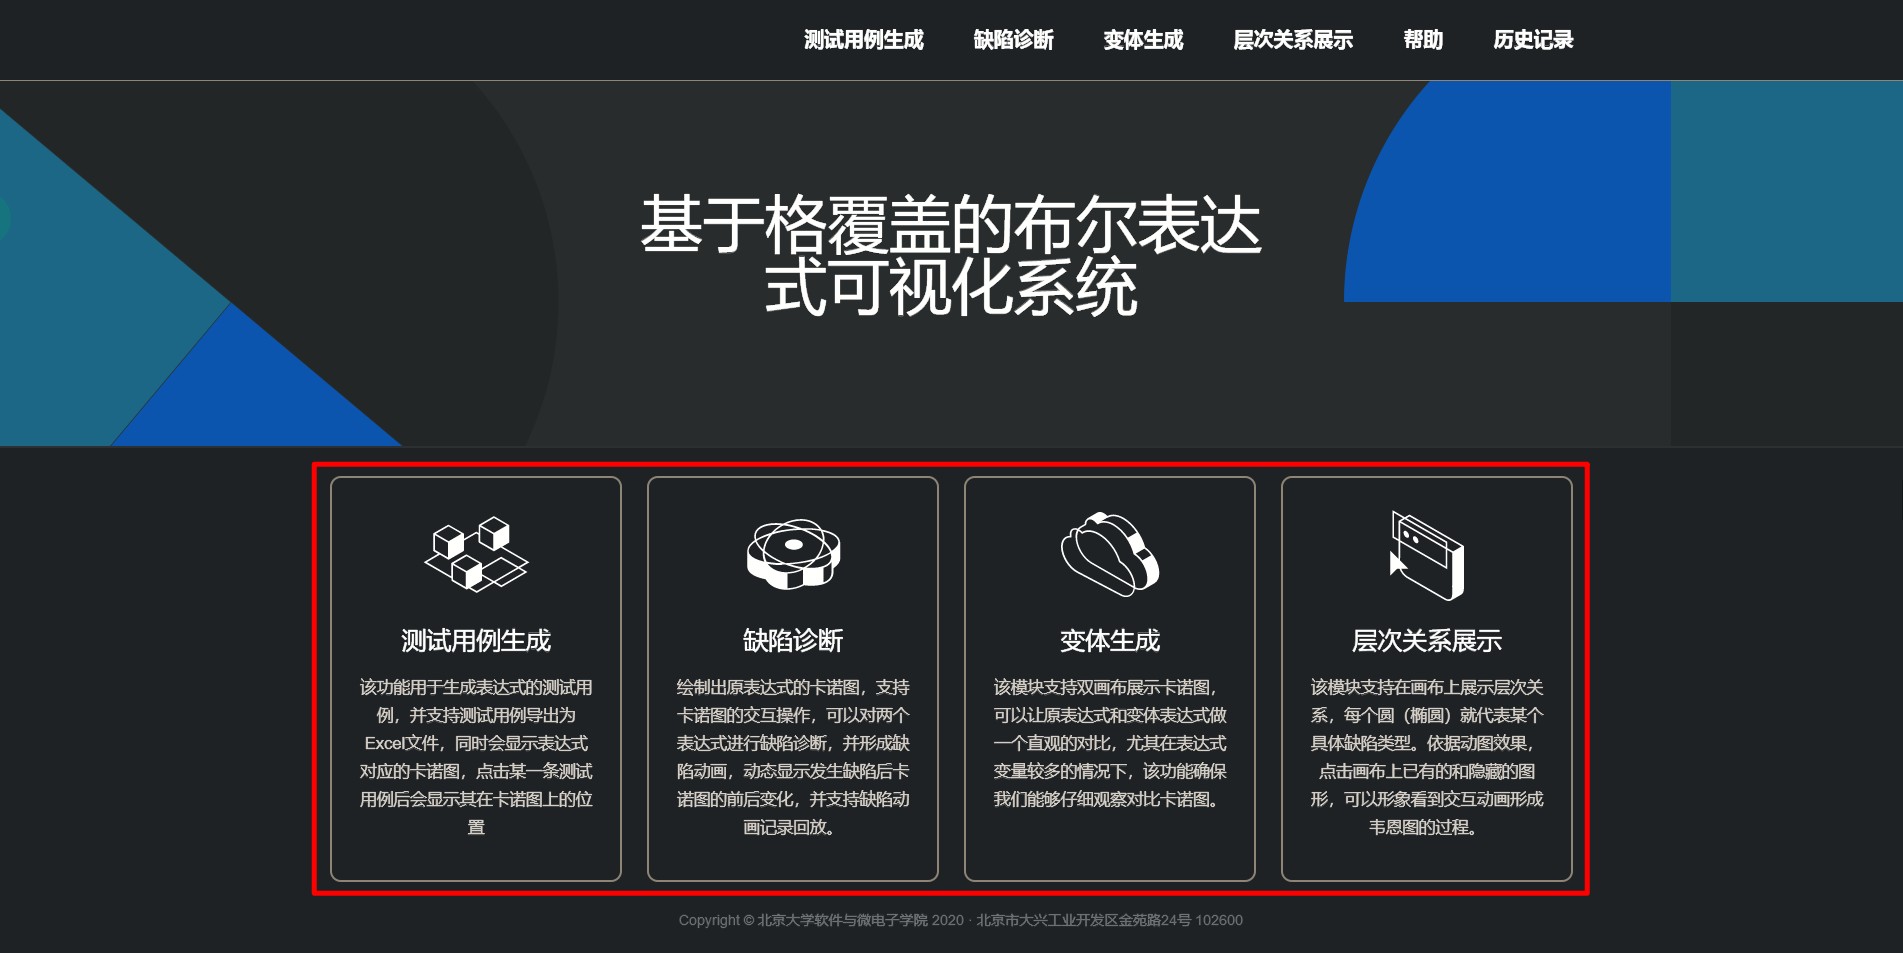 测试用例生成 缺陷诊断 变体生成 层次关系展示 帮助 历史记录
基于格覆盖的布尔表达
式可视化系统
测试用例生成
该功能用于生成表达式的测试用
例，并支持测试用例导出为
Excel文件，同时会显示表达式
对应的卡诺图，点击某一条测试
用例后会显示其在卡诺图上的位
置
缺陷诊断
绘制出原表达式的卡诺图，支持
卡诺图的交互操作，可以对两个
表达式进行缺陷诊断，并形成缺
陷动画，动态显示发生缺陷后卡
诺图的前后变化，并支持缺陷动
画记录回放。
变体生成
该模块支持双画布展示卡诺图，
可以让原表达式和变体表达式做
一个直观的对比，尤其在表达式
变量较多的情况下，该功能确保
我们能够仔细观察对比卡诺图。
层次关系展示
该模块支持在画布上展示层次关
系，每个圆（椭圆）就代表某个
具体缺陷类型。依据动图效果，
点击画布上已有的和隐藏的图
形，可以形象看到交互动画形成
韦恩图的过程。
Copyright © 北京大学软件与微电子学院 2020 · 北京市大兴工业开发区金苑路24号 102600